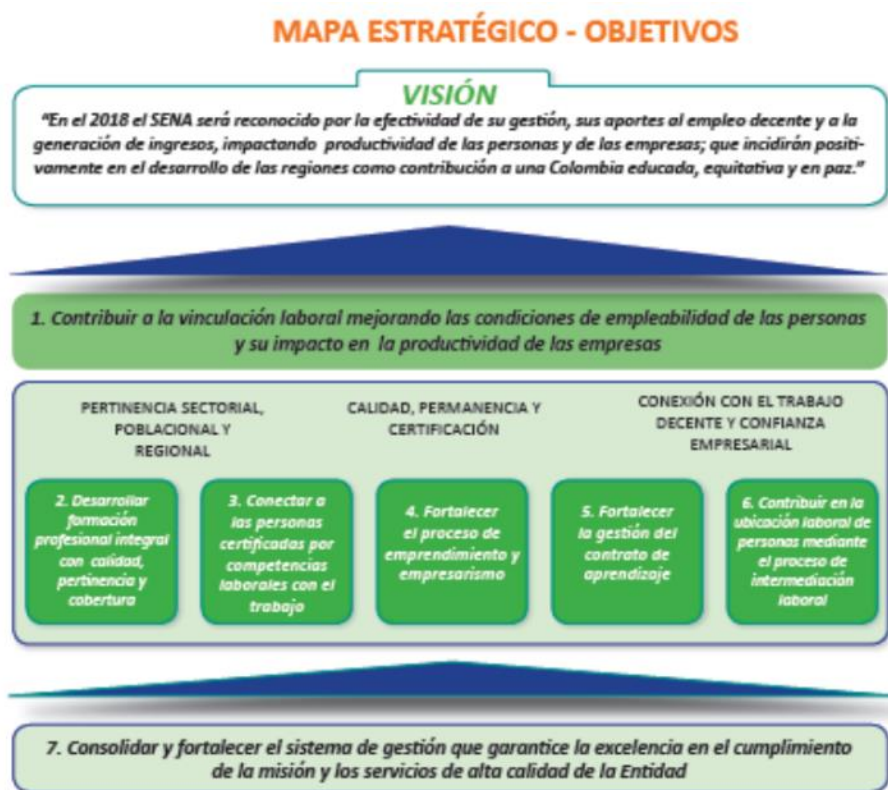 MAPA ESTRATÉGICO - OBJETIVOS
VISIÓN
"En el 2018 el SENA será reconocido por la efectividad de su gestión, sus aportes al empleo decente y a la
generación de ingresos, impactando productividad de las personas y de las empresas; que incidirán positi-
vamente en el desarrollo de las regiones como contribución a una Colombia educada, equitativa y en paz."
1. Contribuir a la vinculación laboral mejorando las condiciones de empleabilidad de las personas
y su impacto en la productividad de las empresas
PERTINENCIA SECTORIAL,
POBLACIONAL Y
REGIONAL
CALIDAD, PERMANENCIA Y
CERTIFICACIÓN
CONEXIÓN CON EL TRABAJO
DECENTE Y CONFIANZA
EMPRESARIAL
2. Desarrollar
formación
profesional integral
con calidad,
pertinencia y
cobertura
3. Conectar a
las personas
certificadas por
competencias
laborales con el
trabajo
4. Fortalecer
el proceso de
emprendimiento y
empresarismo
5. Fortalecer
la gestión del
contrato de
aprendizaje
6. Contribuir en la
ubicación laboral de
personas mediante
el proceso de
intermediación
laboral
7. Consolidar y fortalecer el sistema de gestión que garantice la excelencia en el cumplimiento
de la misión y los servicios de alta calidad de la Entidad